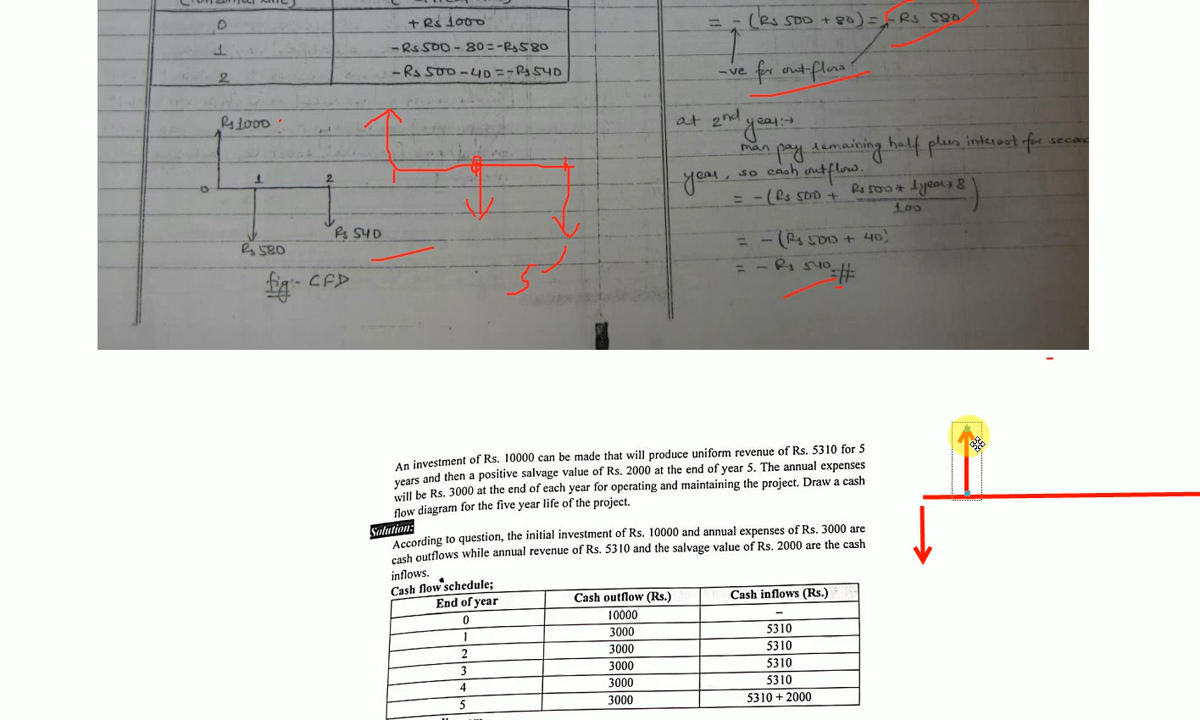 0 + Rs 1000
1 -Rs 500 - 80 = -Rs 580
2 -Rs 500 - 40 = -Rs 540
Rs 1000
0 1 2
Rs 580
Rs 540
fig:- CFD
5
= - (Rs 500 + 80) = -Rs 580
-ve for outflows
at 2nd year:→
man pay remaining half plus interest for second
year, so cash outflow.
= - (Rs 500 + Rs 500 * 1 year * 8 / 100)
= - (Rs 500 + 40)
= - Rs 540 #
An investment of Rs. 10000 can be made that will produce uniform revenue of Rs. 5310 for 5
years and then a positive salvage value of Rs. 2000 at the end of year 5. The annual expenses
will be Rs. 3000 at the end of each year for operating and maintaining the project. Draw a cash
flow diagram for the five year life of the project.
Solution:
According to question, the initial investment of Rs. 10000 and annual expenses of Rs. 3000 are
cash outflows while annual revenue of Rs. 5310 and the salvage value of Rs. 2000 are the cash
inflows.
Cash flow schedule;
End of year Cash outflow (Rs.) Cash inflows (Rs.)
0 10000 –
1 3000 5310
2 3000 5310
3 3000 5310
4 3000 5310
5 3000 5310 + 2000